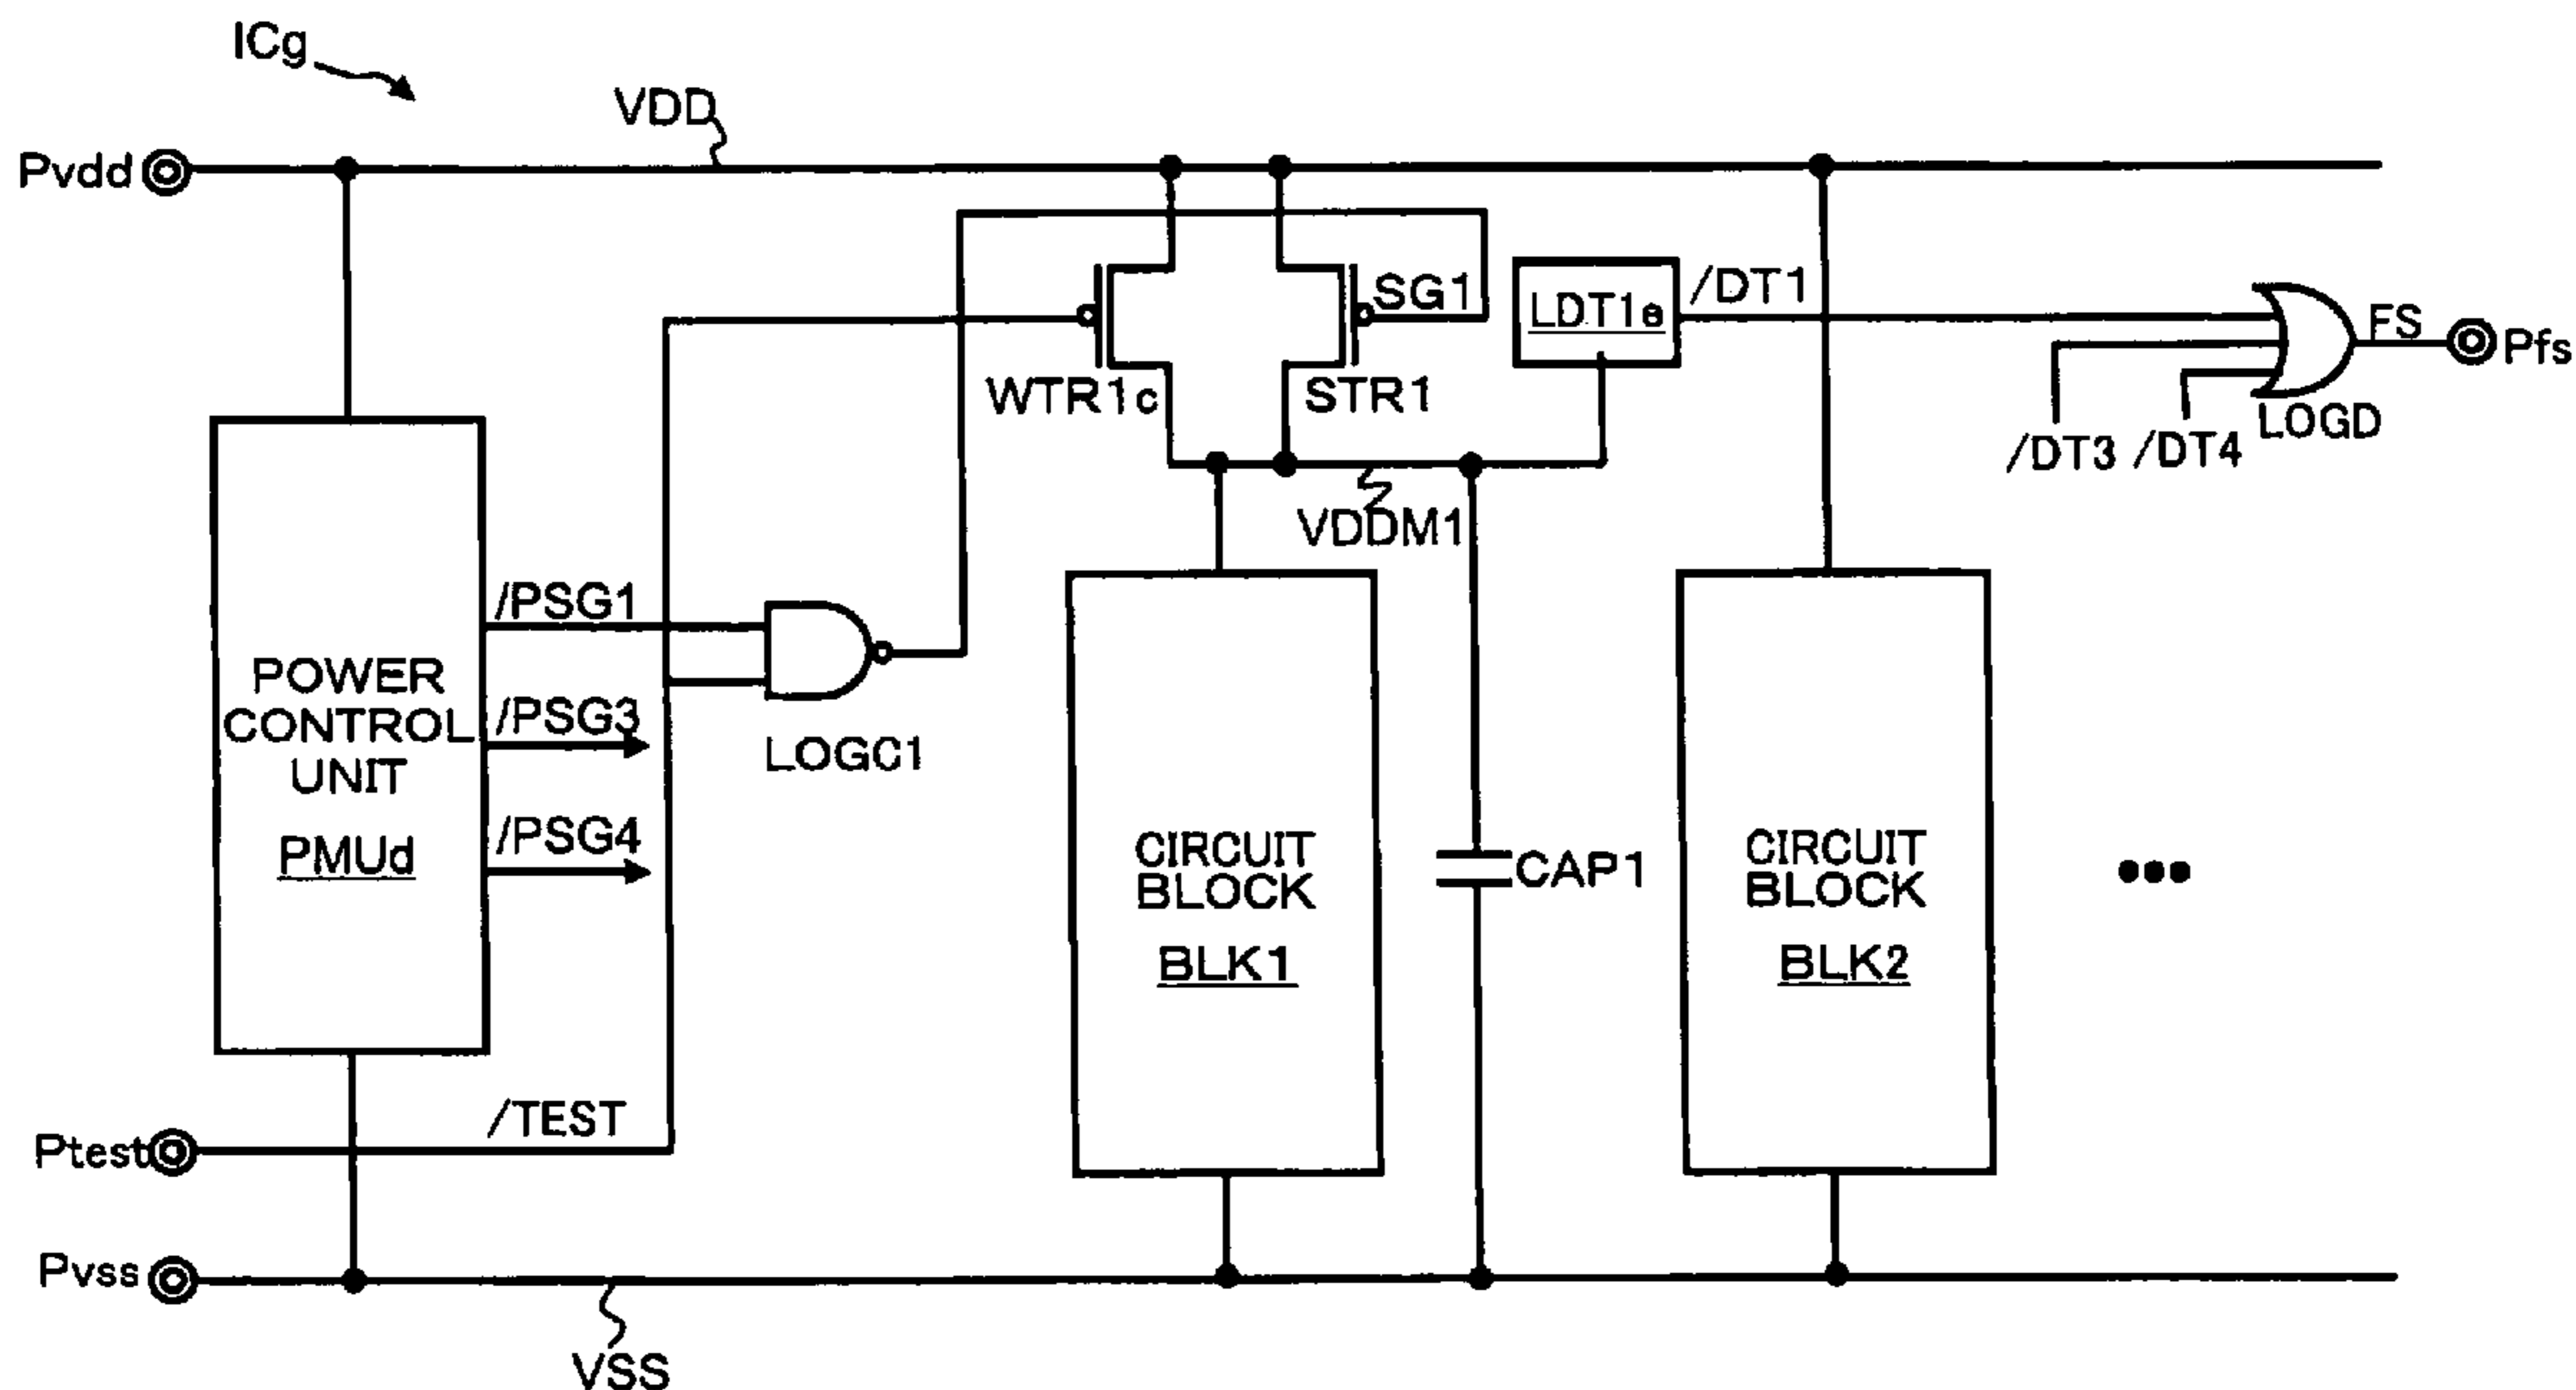 ICg
VDD
Pvdd
SG1
/DT1
LDT1e
FS
Pfs
WTR1c
STR1
LOGD
/DT3
/DT4
VDDM1
/PSG1
POWER
CONTROL
UNIT
PMUd
/PSG3
LOGC1
/PSG4
CIRCUIT
BLOCK
BLK1
CAP1
CIRCUIT
BLOCK
BLK2
•••
/TEST
Ptest
Pvss
VSS